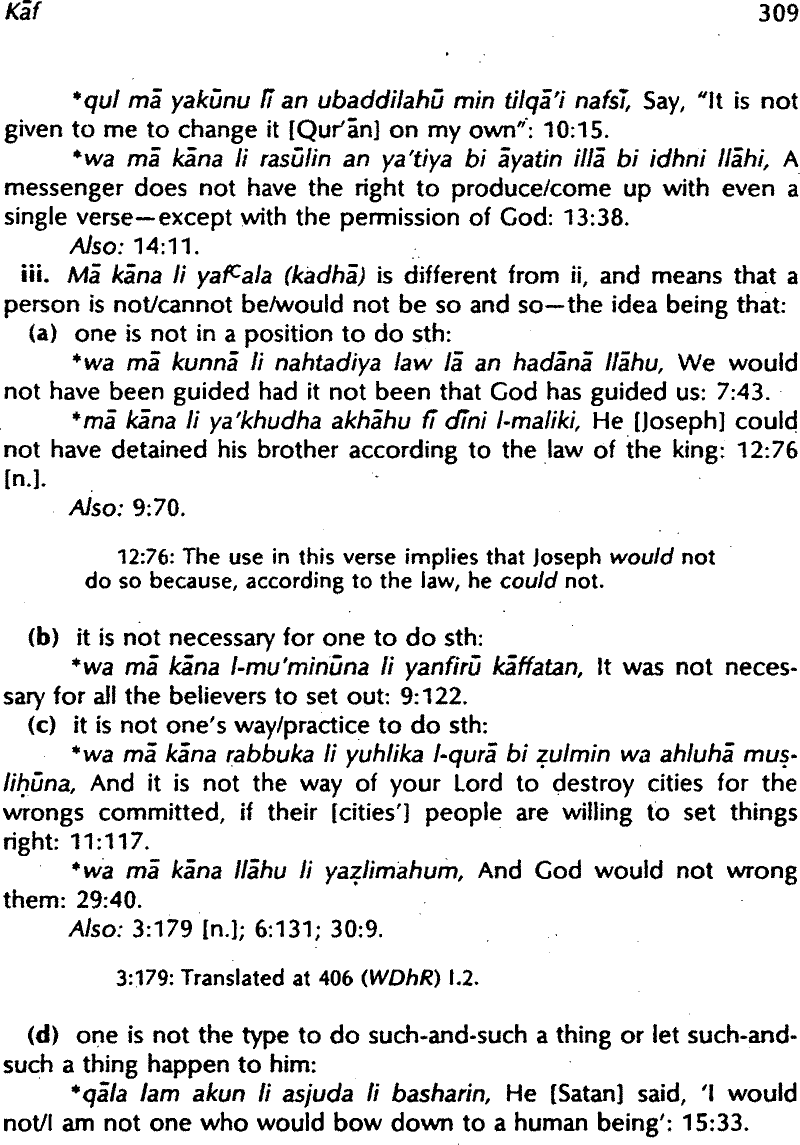 Kāf 309
*qul mā yakūnu lī an ubaddilahū min tilqā'i nafsī, Say, "It is not
given to me to change it [Qur'ān] on my own": 10:15.
*wa mā kāna li rasūlin an ya'tiya bi āyatin illā bi idhni llāhi, A
messenger does not have the right to produce/come up with even a
single verse—except with the permission of God: 13:38.
Also: 14:11.
iii. Mā kāna li yafᶜala (kadhā) is different from ii, and means that a
person is not/cannot be/would not be so and so—the idea being that:
(a) one is not in a position to do sth:
*wa mā kunnā li nahtadiya law lā an hadānā llāhu, We would
not have been guided had it not been that God has guided us: 7:43.
*mā kāna li ya'khudha akhāhu fī dīni l-maliki, He [Joseph] could
not have detained his brother according to the law of the king: 12:76
[n.].
Also: 9:70.
12:76: The use in this verse implies that Joseph would not
do so because, according to the law, he could not.
(b) it is not necessary for one to do sth:
*wa mā kāna l-mu'minūna li yanfirū kāffatan, It was not neces-
sary for all the believers to set out: 9:122.
(c) it is not one's way/practice to do sth:
*wa mā kāna rabbuka li yuhlika l-qurā bi ẓulmin wa ahluhā muṣ-
liḥūna, And it is not the way of your Lord to destroy cities for the
wrongs committed, if their [cities'] people are willing to set things
right: 11:117.
*wa mā kāna llāhu li yaẓlimahum, And God would not wrong
them: 29:40.
Also: 3:179 [n.]; 6:131; 30:9.
3:179: Translated at 406 (WDhR) I.2.
(d) one is not the type to do such-and-such a thing or let such-and-
such a thing happen to him:
*qāla lam akun li asjuda li basharin, He [Satan] said, 'I would
not/I am not one who would bow down to a human being': 15:33.